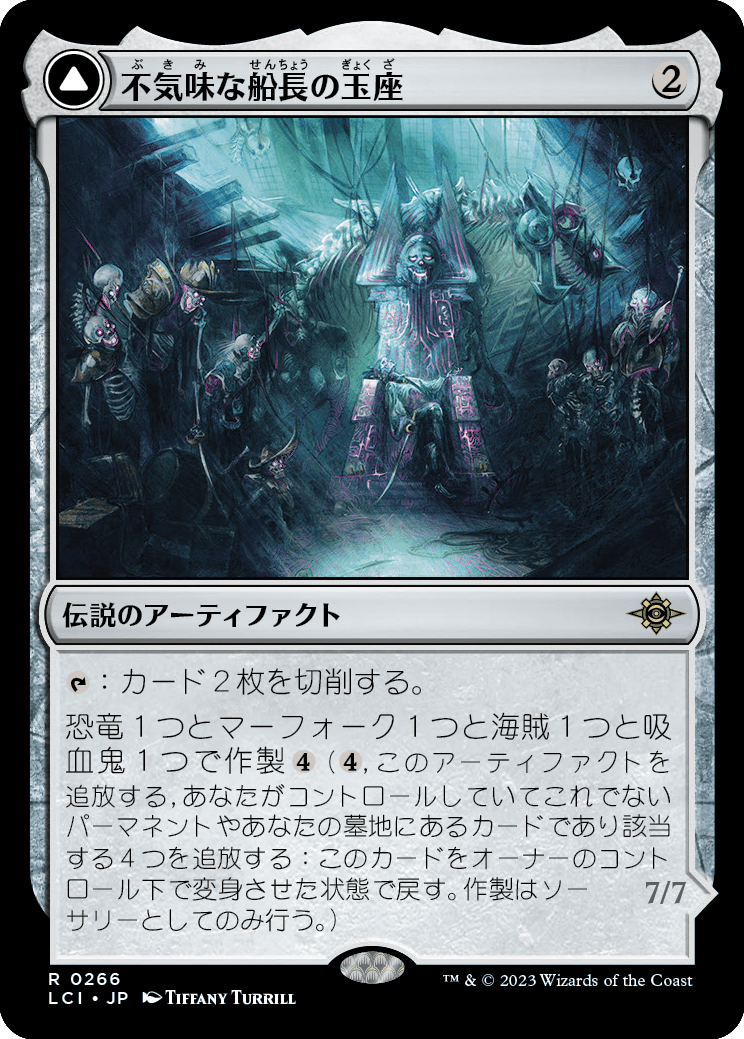 ぶきみ せんちょう ぎょくざ
不気味な船長の玉座 2
伝説のアーティファクト
：カード２枚を切削する。
恐竜１つとマーフォーク１つと海賊１つと吸
血鬼１つで作製 4（4, このアーティファクトを
追放する, あなたがコントロールしていてこれでない
パーマネントやあなたの墓地にあるカードであり該当
する４つを追放する：このカードをオーナーのコント
ロール下で変身させた状態で戻す。作製はソー
サリーとしてのみ行う。）
7/7
R 0266
LCI • JP Tiffany Turrill
™ & © 2023 Wizards of the Coast